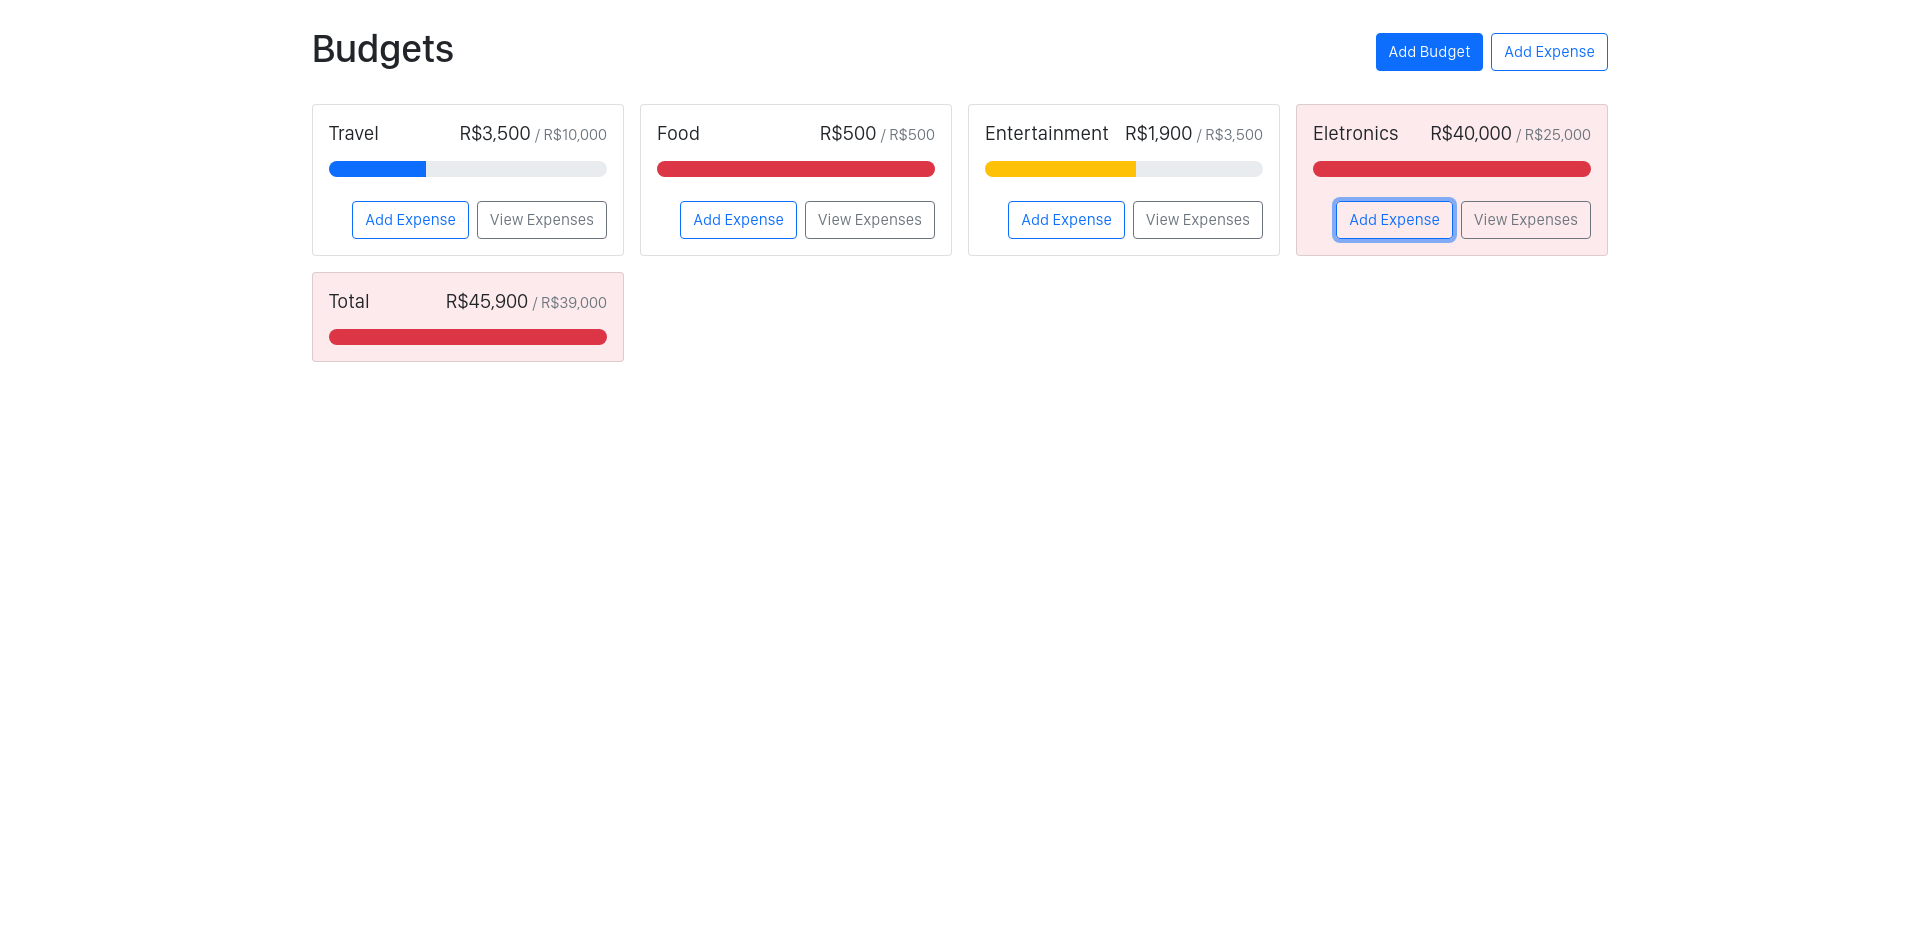 Budgets
Add Budget Add Expense
Travel R$3,500 / R$10,000
Add Expense View Expenses
Food R$500 / R$500
Add Expense View Expenses
Entertainment R$1,900 / R$3,500
Add Expense View Expenses
Eletronics R$40,000 / R$25,000
Add Expense View Expenses
Total R$45,900 / R$39,000